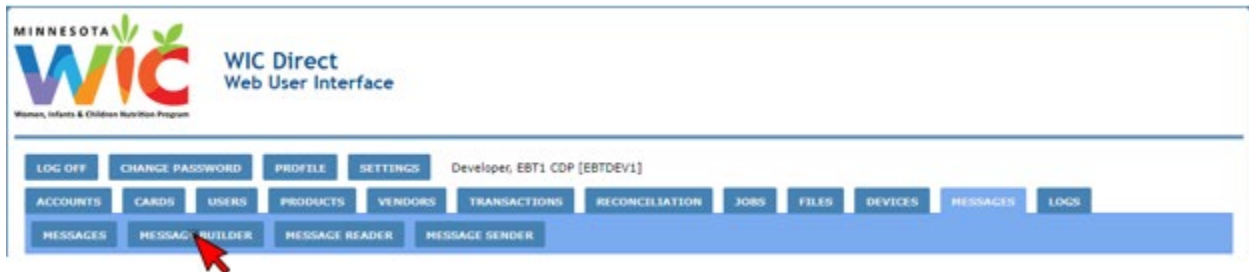 MINNESOTA
WIC
Women, Infants & Children Nutrition Program
WIC Direct
Web User Interface
LOG OFF CHANGE PASSWORD PROFILE SETTINGS Developer, EBT1 CDP [EBTDEV1]
ACCOUNTS CARDS USERS PRODUCTS VENDORS TRANSACTIONS RECONCILIATION JOBS FILES DEVICES MESSAGES LOGS
MESSAGES MESSAGE BUILDER MESSAGE READER MESSAGE SENDER